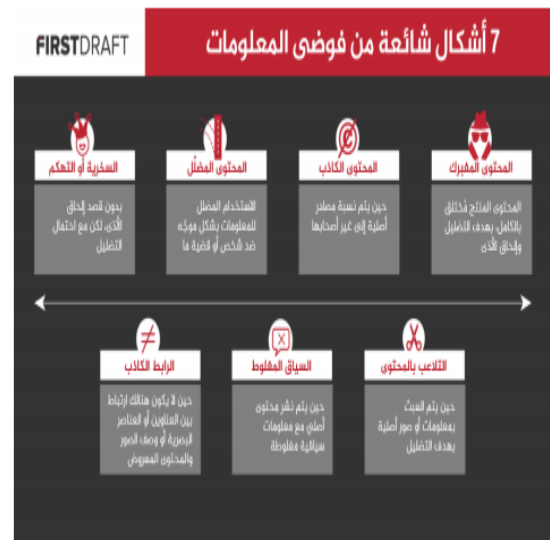 7 أشكال شائعة من فوضى المعلومات
FIRSTDRAFT
المحتوى المفبرك
المحتوى المنتج مُختلق
بالكامل، بهدف التضليل
وإلحاق الأذى
المحتوى الكاذب
حين يتم نسبة مصادر
أصلية إلى غير أصحابها
المحتوى المضلّل
الاستخدام المضلل
للمعلومات بشكل موجّه
ضد شخص أو قضية ما
السخرية أو التهكم
بدون قصد إلحاق
الأذى، لكن مع احتمال
التضليل
التلاعب بالمحتوى
حين يتم العبث
بمعلومات أو صور أصلية
بهدف التضليل
السياق المغلوط
حين يتم نشر محتوى
أصلي مع معلومات
سياقية مغلوطة
الرابط الكاذب
حين لا يكون هنالك ارتباط
بين العناوين أو العناصر
البصرية أو وصف الصور
والمحتوى المعروض